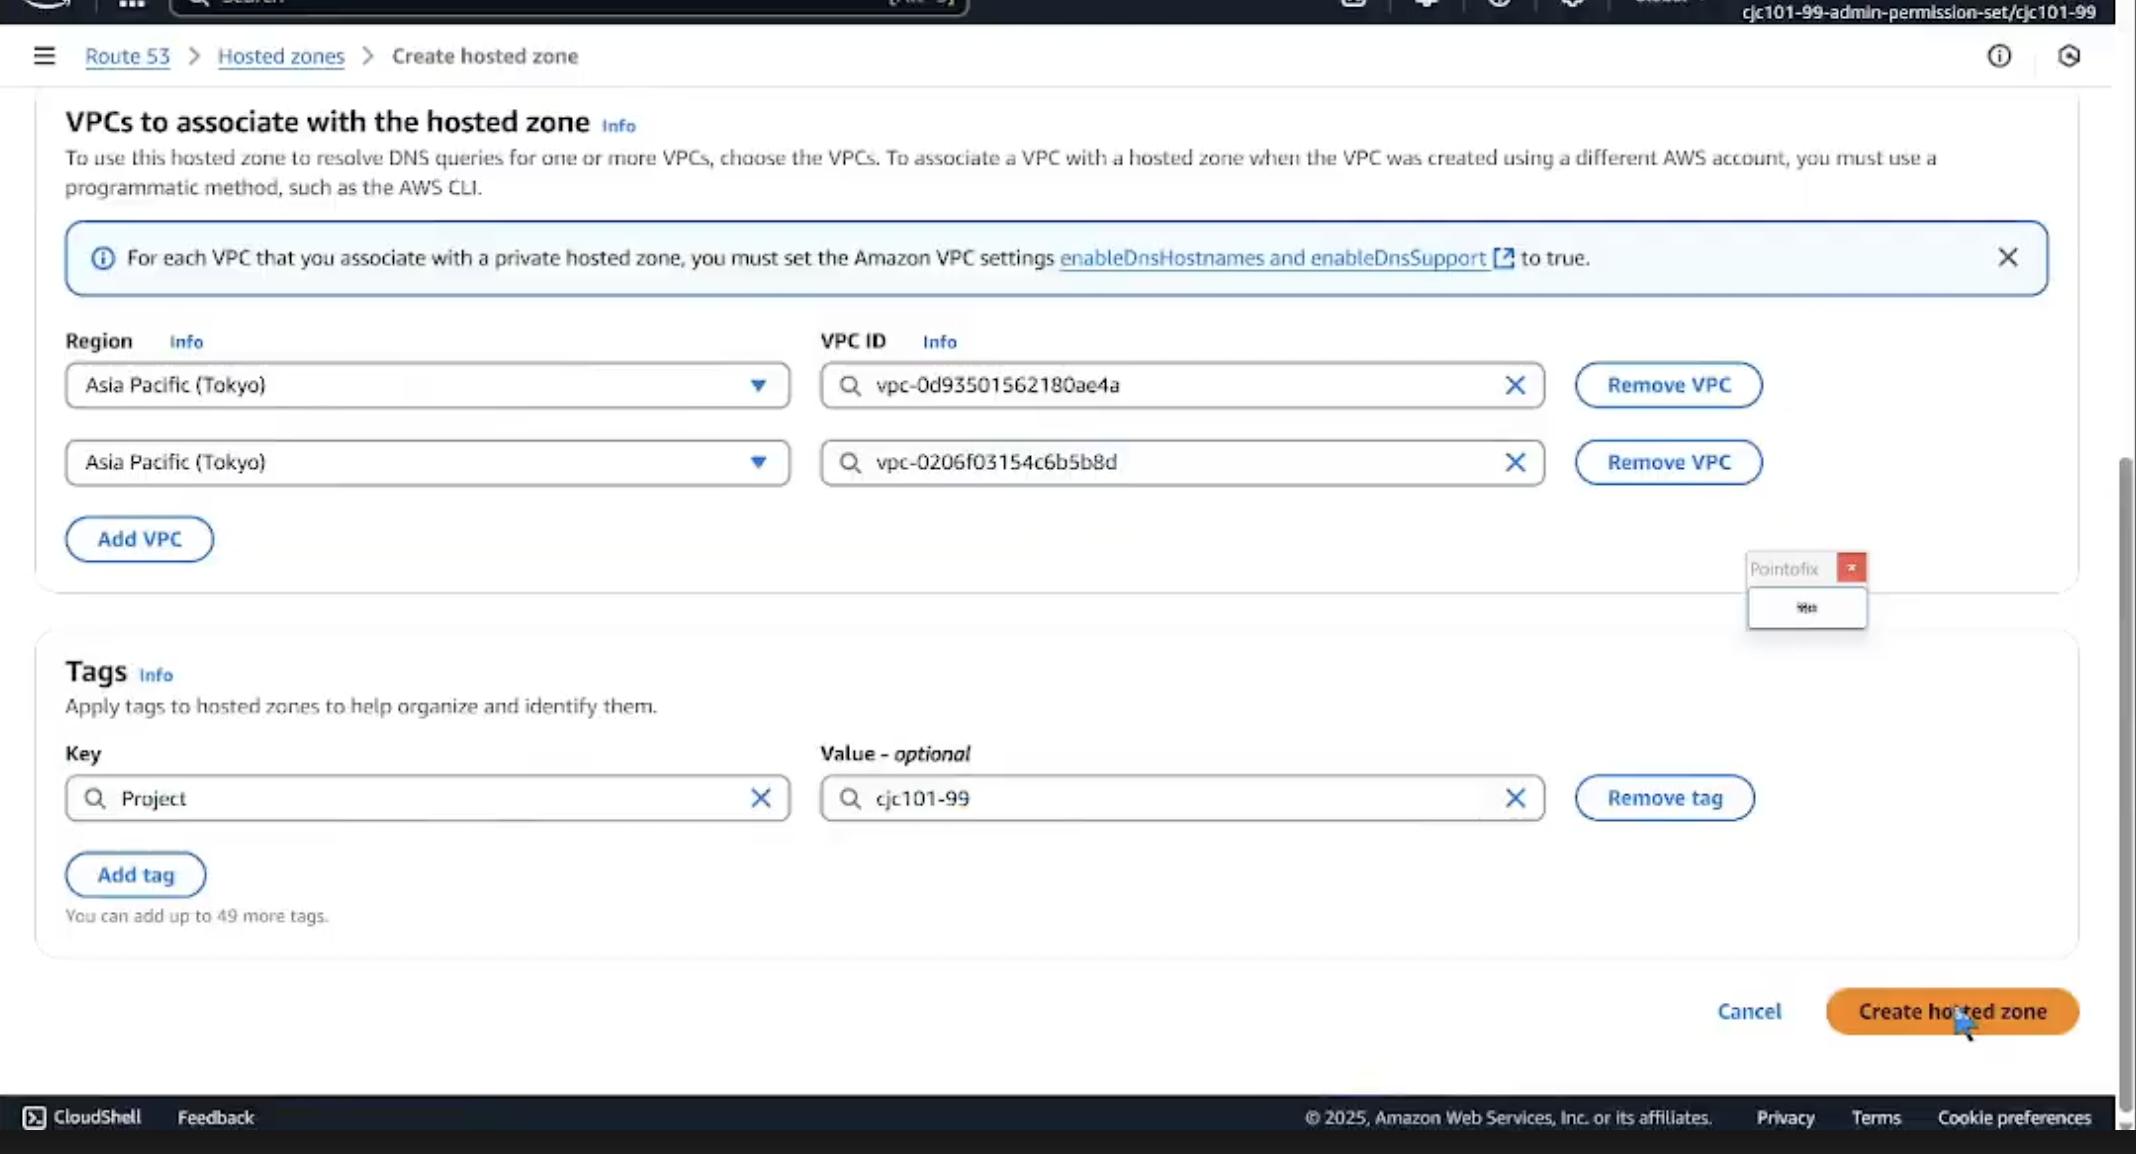 cjc101-99-admin-permission-set/cjc101-99
Route 53 > Hosted zones > Create hosted zone
VPCs to associate with the hosted zone Info
To use this hosted zone to resolve DNS queries for one or more VPCs, choose the VPCs. To associate a VPC with a hosted zone when the VPC was created using a different AWS account, you must use a
programmatic method, such as the AWS CLI.
For each VPC that you associate with a private hosted zone, you must set the Amazon VPC settings enableDnsHostnames and enableDnsSupport to true.
Region Info VPC ID Info
Asia Pacific (Tokyo) vpc-0d93501562180ae4a Remove VPC
Asia Pacific (Tokyo) vpc-0206f03154c6b5b8d Remove VPC
Add VPC
Pointofix
Tags Info
Apply tags to hosted zones to help organize and identify them.
Key Value - optional
Project cjc101-99 Remove tag
Add tag
You can add up to 49 more tags.
Cancel Create hosted zone
CloudShell Feedback © 2025, Amazon Web Services, Inc. or its affiliates. Privacy Terms Cookie preferences